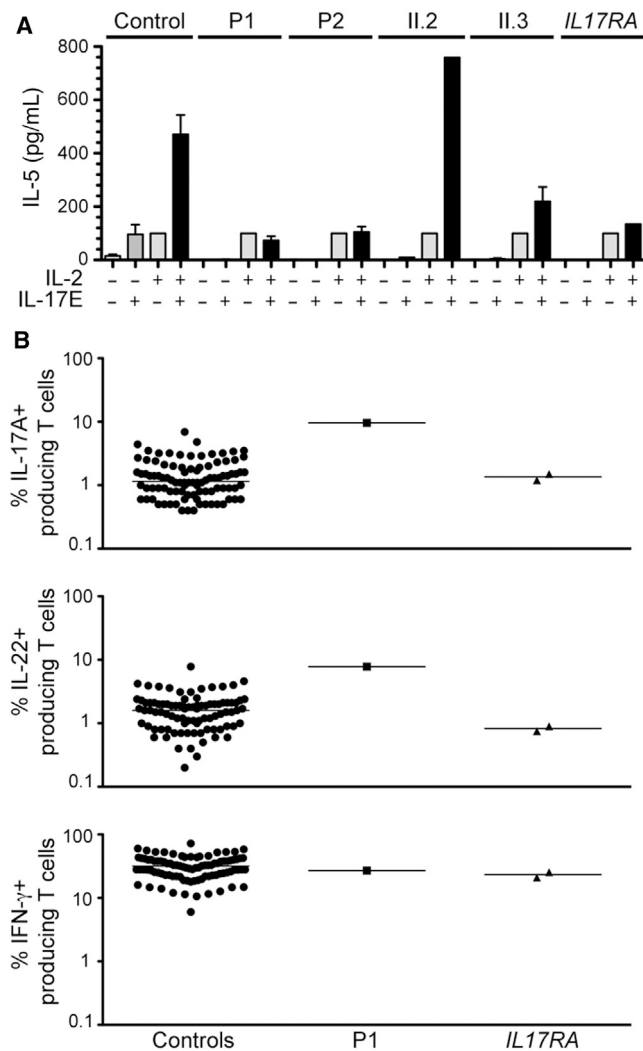 A
Control P1 P2 II.2 II.3 IL17RA
IL-5 (pg/mL)
800
600
400
200
0
IL-2 – – + + – – + + – – + + – – + + – – + + – – + +
IL-17E – + – + – + – + – + – + – + – + – + – + – + – +
B
% IL-17A+
producing T cells
100
10
1
0.1
% IL-22+
producing T cells
100
10
1
0.1
% IFN-γ+
producing T cells
100
10
1
0.1
Controls P1 IL17RA